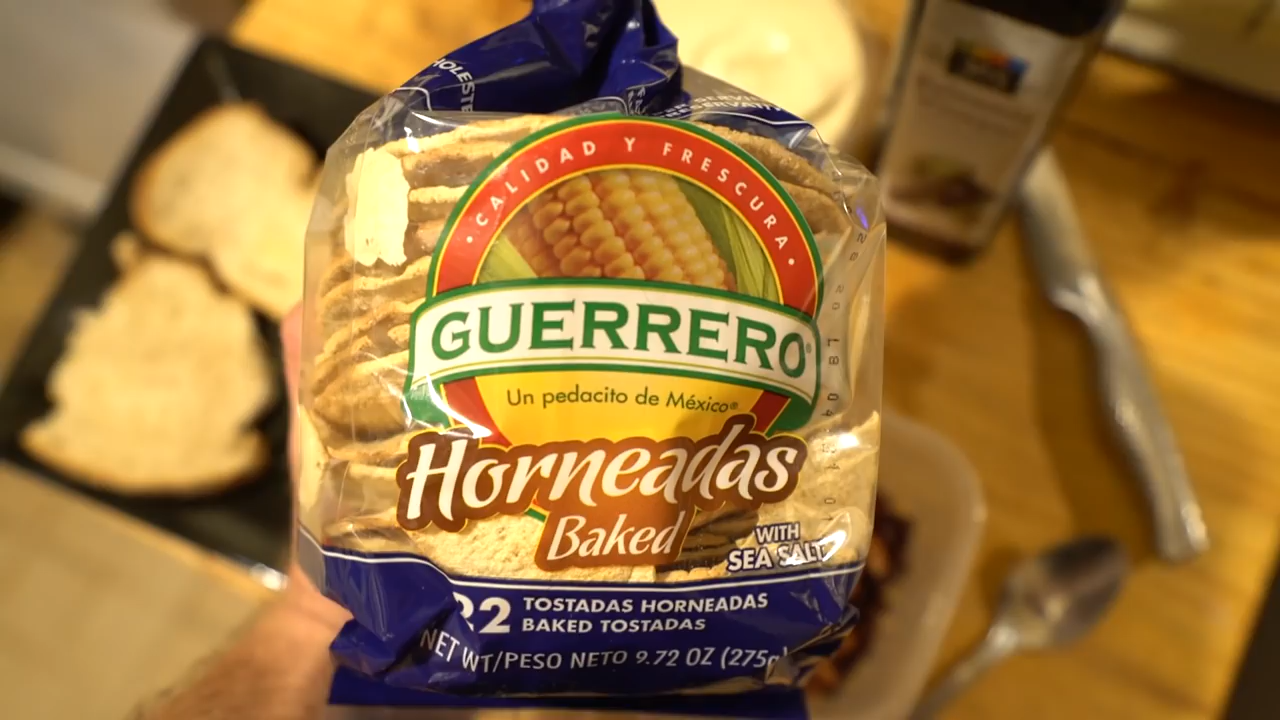 CALIDAD Y FRESCURA
GUERRERO®
Un pedacito de México®
Horneadas
Baked
WITH
SEA SALT
22 TOSTADAS HORNEADAS
BAKED TOSTADAS
NET WT/PESO NETO 9.72 OZ (275g)